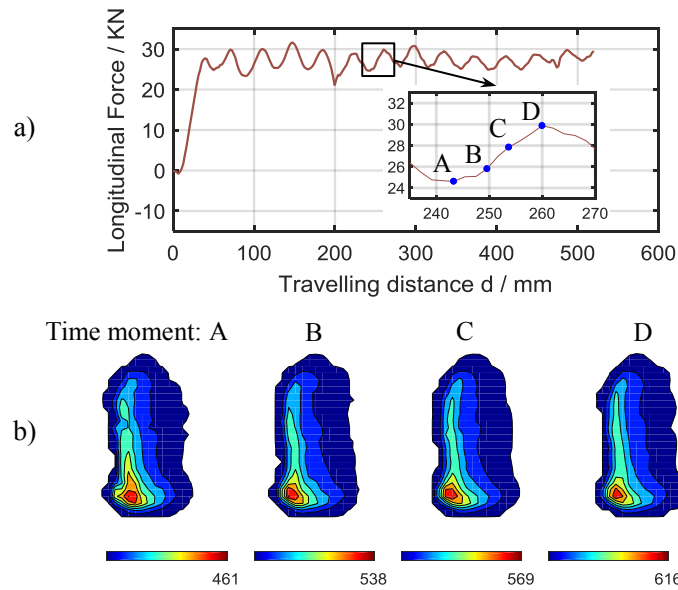 a)
Longitudinal Force / KN
30
20
10
0
-10
0 100 200 300 400 500 600
Travelling distance d / mm
32
30
28
26
24
240 250 260 270
A B C D
Time moment: A B C D
b)
461 538 569 616